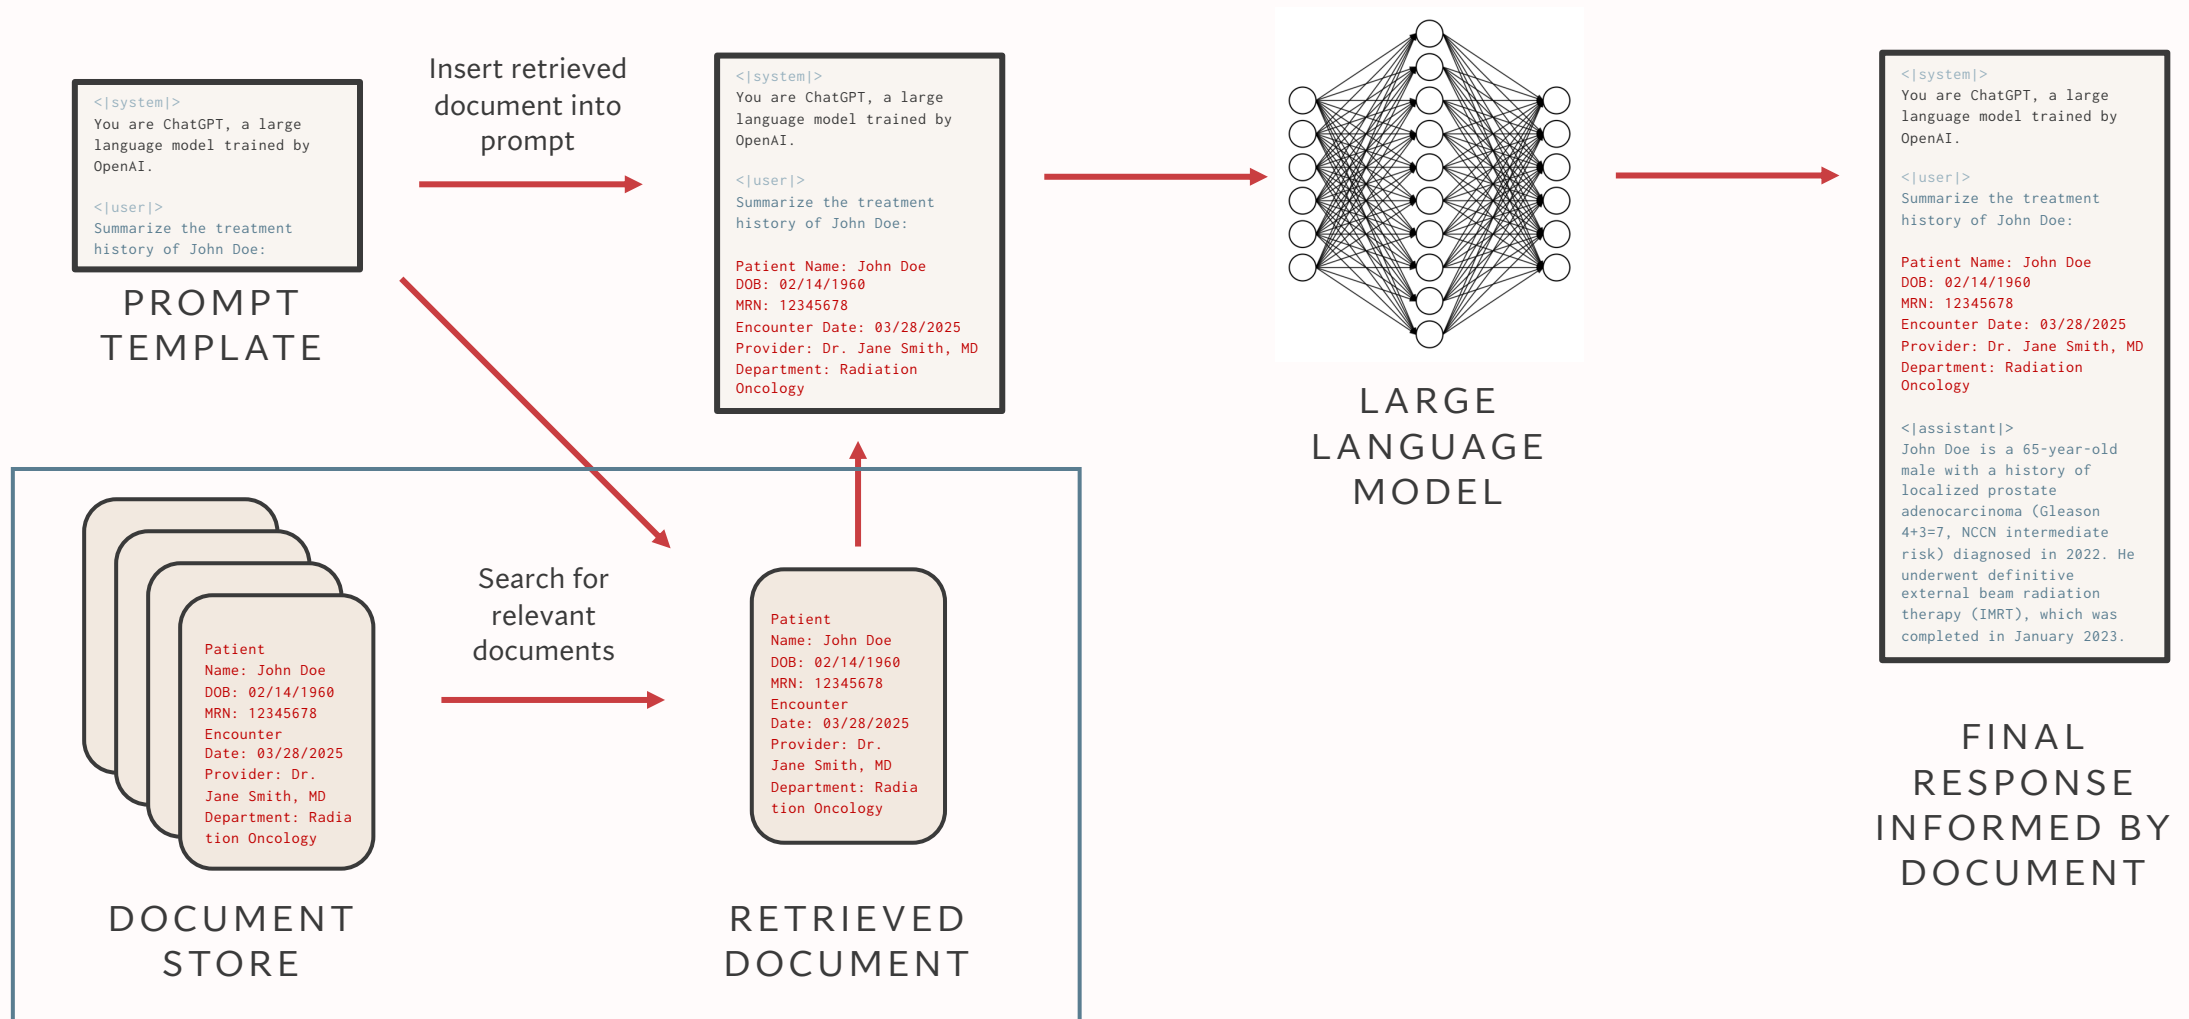 <|system|>
You are ChatGPT, a large
language model trained by
OpenAI.
<|user|>
Summarize the treatment
history of John Doe:
PROMPT
TEMPLATE
Insert retrieved
document into
prompt
<|system|>
You are ChatGPT, a large
language model trained by
OpenAI.
<|user|>
Summarize the treatment
history of John Doe:
Patient Name: John Doe
DOB: 02/14/1960
MRN: 12345678
Encounter Date: 03/28/2025
Provider: Dr. Jane Smith, MD
Department: Radiation
Oncology
LARGE
LANGUAGE
MODEL
<|system|>
You are ChatGPT, a large
language model trained by
OpenAI.
<|user|>
Summarize the treatment
history of John Doe:
Patient Name: John Doe
DOB: 02/14/1960
MRN: 12345678
Encounter Date: 03/28/2025
Provider: Dr. Jane Smith, MD
Department: Radiation
Oncology
<|assistant|>
John Doe is a 65-year-old
male with a history of
localized prostate
adenocarcinoma (Gleason
4+3=7, NCCN intermediate
risk) diagnosed in 2022. He
underwent definitive
external beam radiation
therapy (IMRT), which was
completed in January 2023.
FINAL
RESPONSE
INFORMED BY
DOCUMENT
Patient
Name: John Doe
DOB: 02/14/1960
MRN: 12345678
Encounter
Date: 03/28/2025
Provider: Dr.
Jane Smith, MD
Department: Radia
tion Oncology
DOCUMENT
STORE
Search for
relevant
documents
Patient
Name: John Doe
DOB: 02/14/1960
MRN: 12345678
Encounter
Date: 03/28/2025
Provider: Dr.
Jane Smith, MD
Department: Radia
tion Oncology
RETRIEVED
DOCUMENT